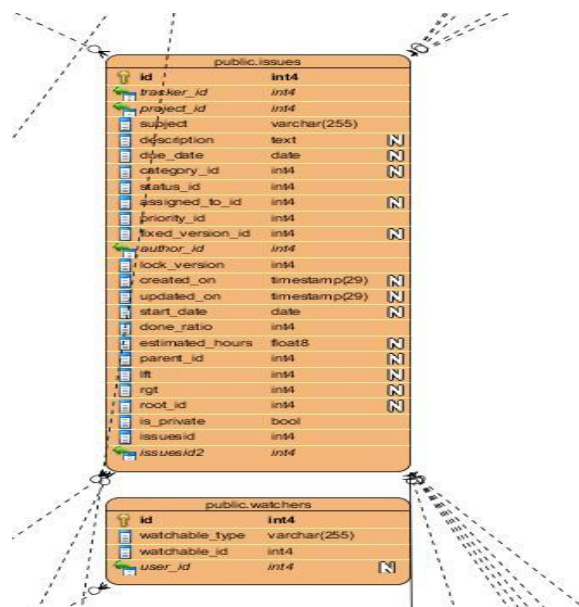 public.issues
id int4
tracker_id int4
project_id int4
subject varchar(255)
description text N
due_date date N
category_id int4 N
status_id int4
assigned_to_id int4 N
priority_id int4
fixed_version_id int4 N
author_id int4
lock_version int4
created_on timestamp(29) N
updated_on timestamp(29) N
start_date date N
done_ratio int4
estimated_hours float8 N
parent_id int4 N
lft int4 N
rgt int4 N
root_id int4 N
is_private bool
issuesid int4
issuesid2 int4
public.watchers
id int4
watchable_type varchar(255)
watchable_id int4
user_id int4 N